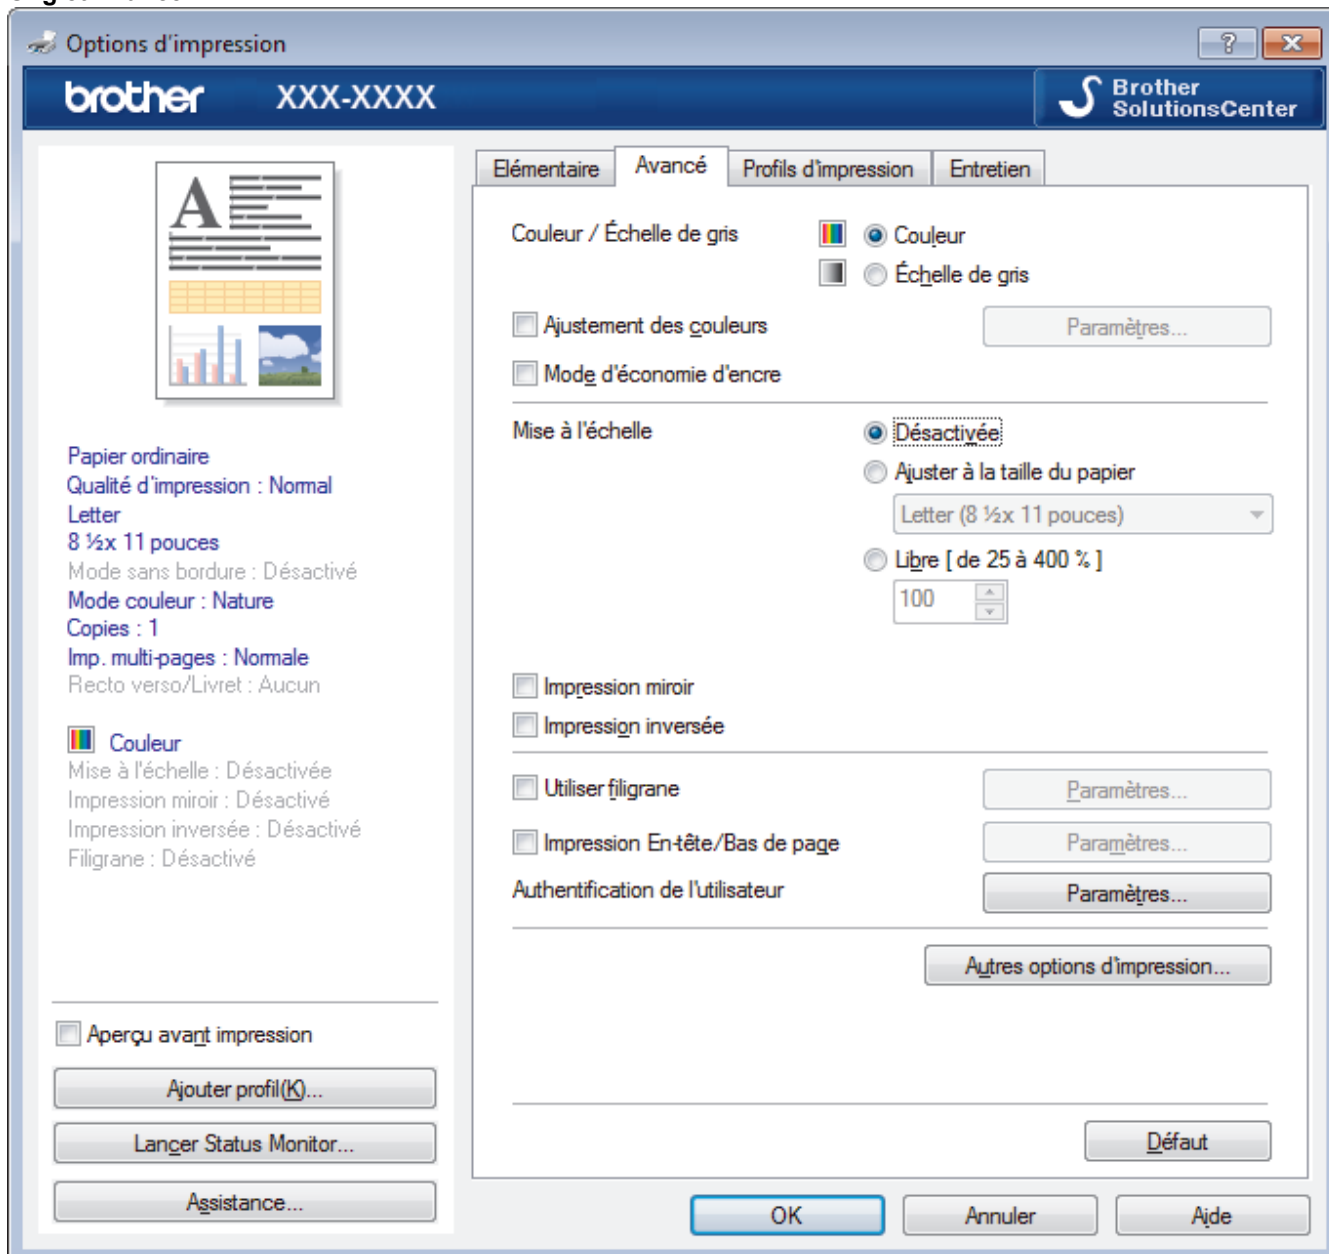 Options d'impression
brother XXX-XXXX
Brother
SolutionsCenter
A
Papier ordinaire
Qualité d'impression : Normal
Letter
8 ½x 11 pouces
Mode sans bordure : Désactivé
Mode couleur : Nature
Copies : 1
Imp. multi-pages : Normale
Recto verso/Livret : Aucun
Couleur
Mise à l'échelle : Désactivée
Impression miroir : Désactivé
Impression inversée : Désactivé
Filigrane : Désactivé
Aperçu avant impression
Ajouter profil(K)...
Lancer Status Monitor...
Assistance...
Elémentaire Avancé Profils d'impression Entretien
Couleur / Échelle de gris Couleur
Échelle de gris
Ajustement des couleurs Paramètres...
Mode d'économie d'encre
Mise à l'échelle Désactivée
Ajuster à la taille du papier
Letter (8 ½x 11 pouces)
Libre [ de 25 à 400 % ]
100
Impression miroir
Impression inversée
Utiliser filigrane Paramètres...
Impression En-tête/Bas de page Paramètres...
Authentification de l'utilisateur Paramètres...
Autres options d'impression...
Défaut
OK Annuler Aide